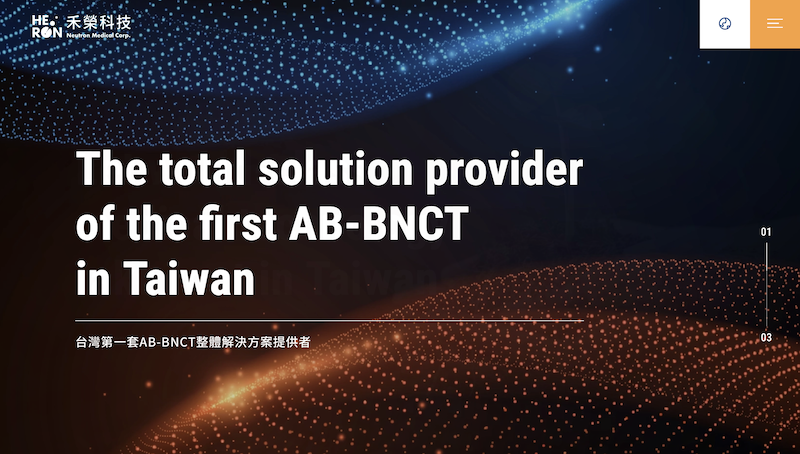 HERON 禾榮科技
Neutron Medical Corp.
The total solution provider
of the first AB-BNCT
in Taiwan
台灣第一套AB-BNCT整體解決方案提供者
01
03